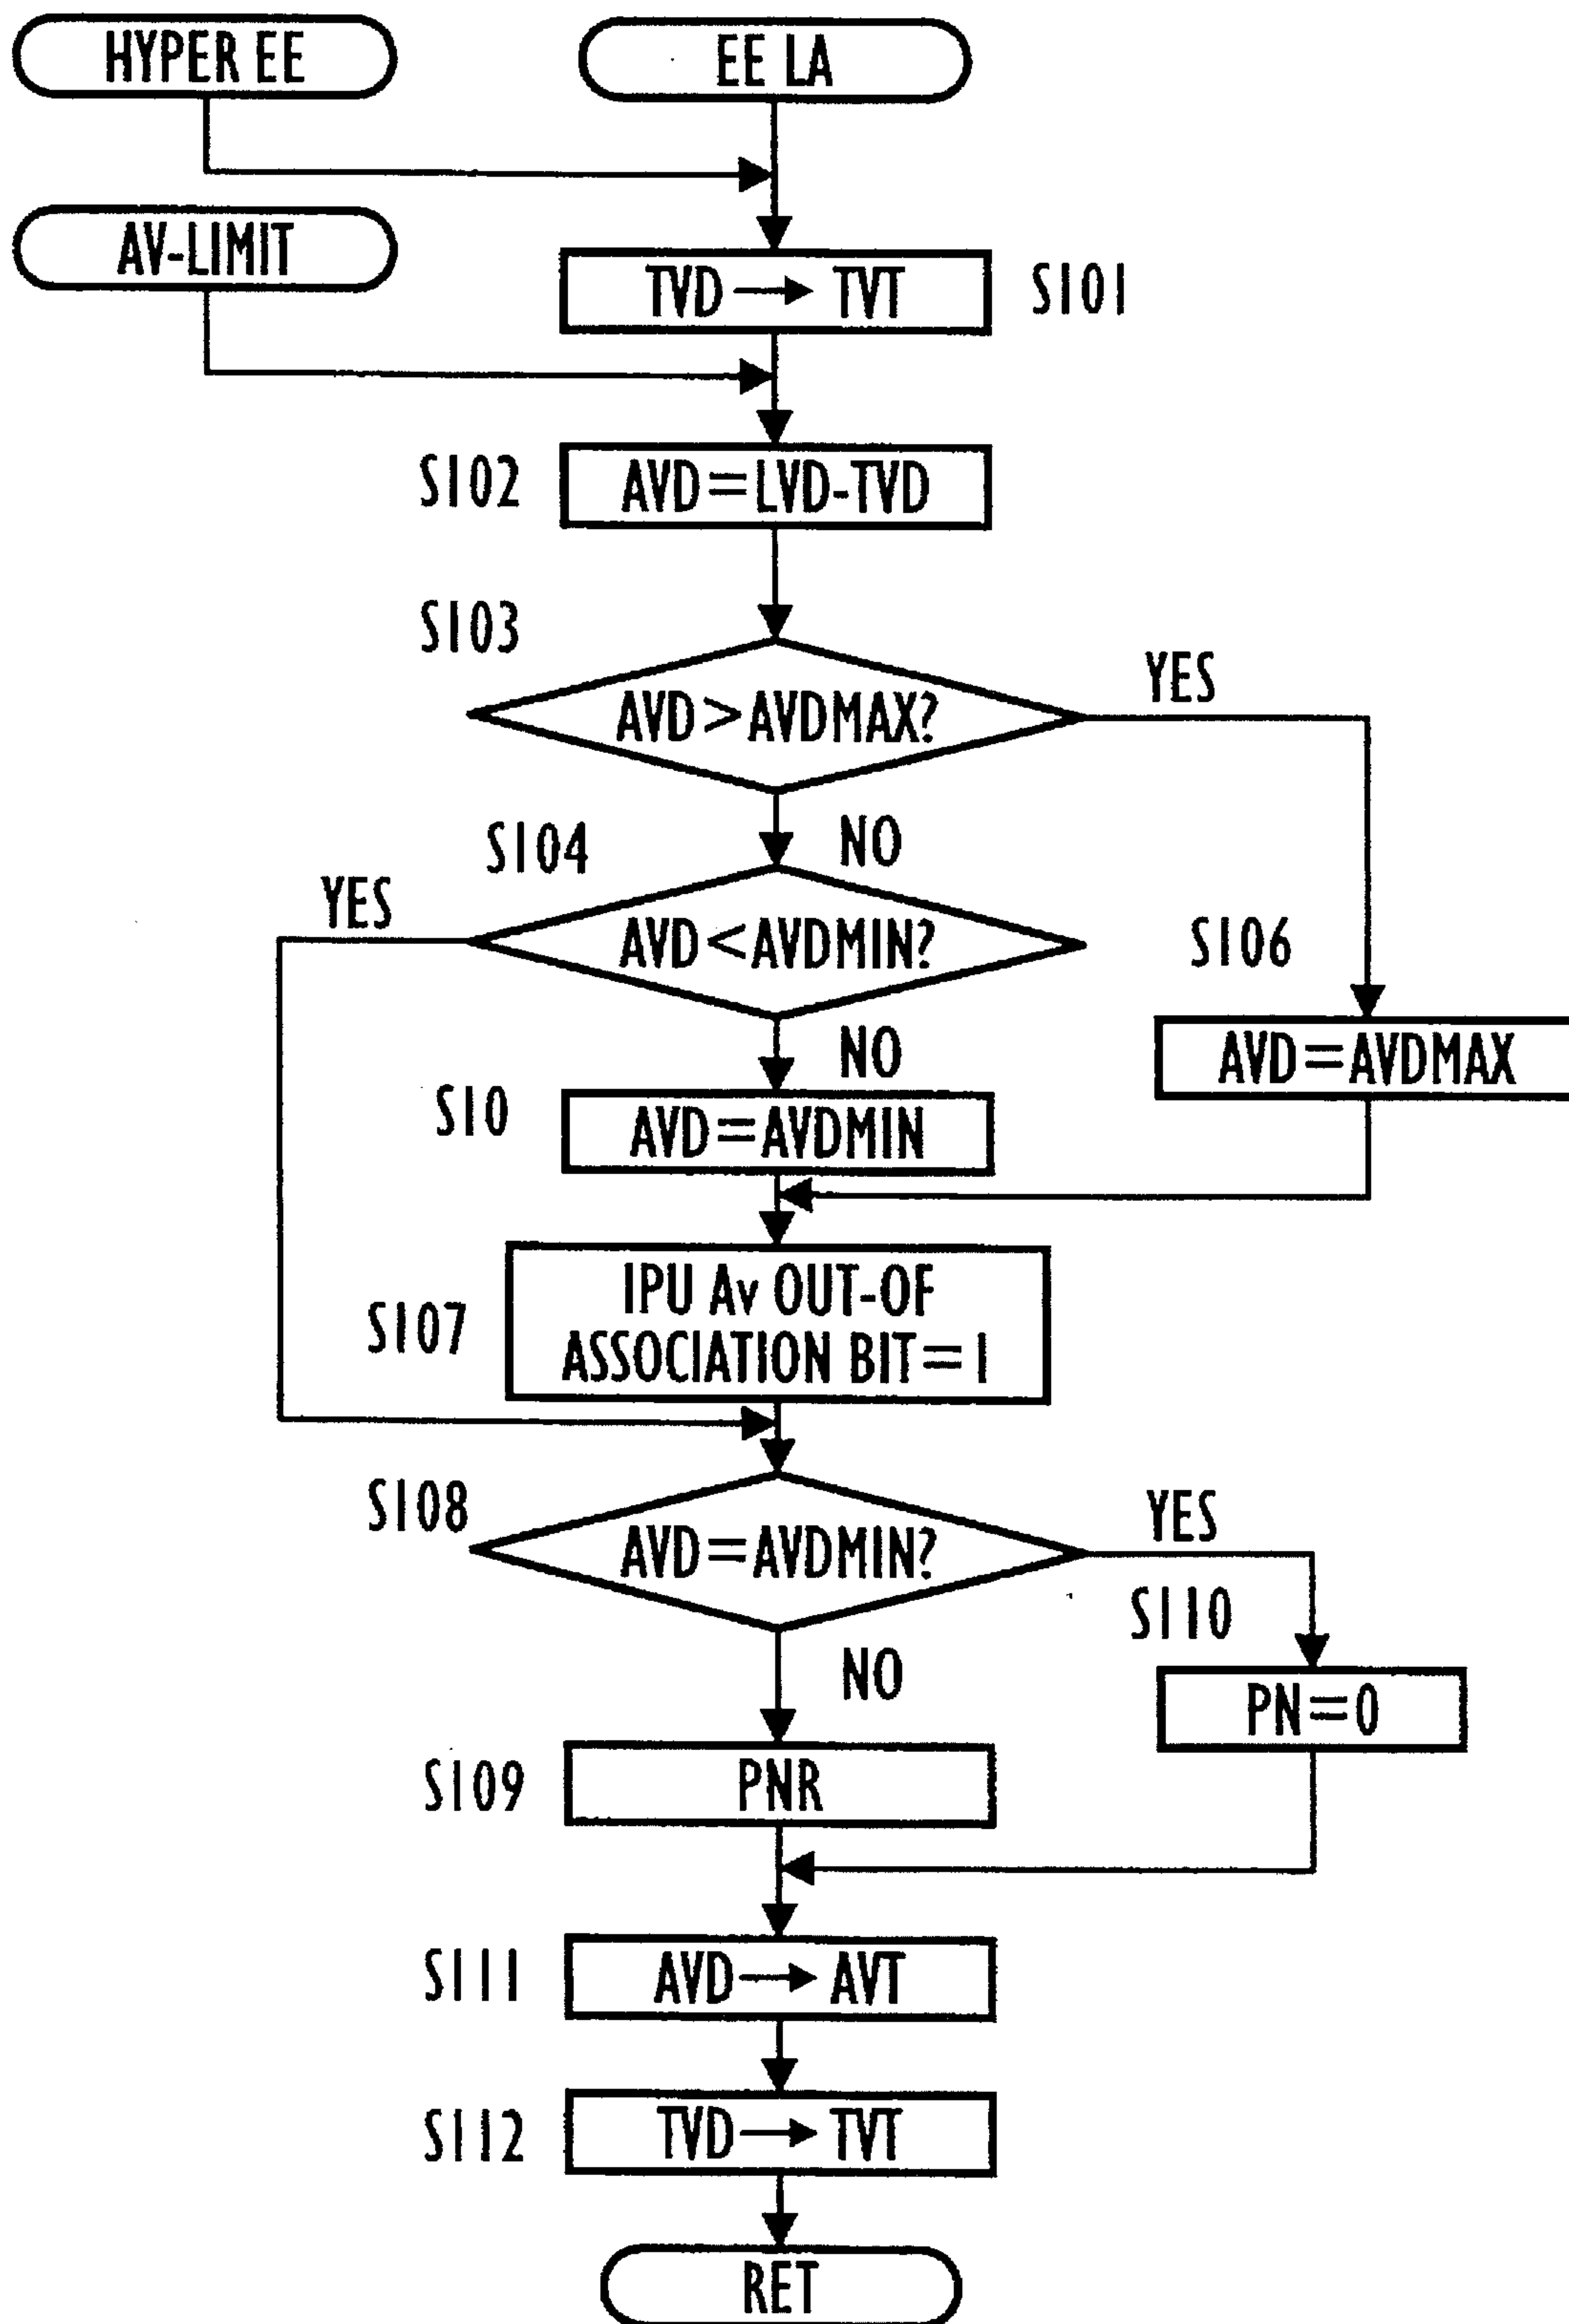 HYPER EE
EE LA
AV-LIMIT
TVD → TVT
S101
S102
AVD=LVD-TVD
S103
AVD>AVDMAX?
YES
NO
S104
YES
AVD<AVDMIN?
S106
NO
AVD=AVDMAX
S10
AVD=AVDMIN
S107
IPU Av OUT-OF
ASSOCIATION BIT=1
S108
AVD=AVDMIN?
YES
S110
NO
PN=0
S109
PNR
S111
AVD → AVT
S112
TVD → TVT
RET